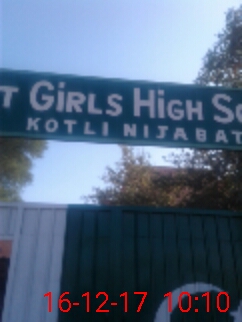 T GIRLS HIGH SC
KOTLI NIJABAT
16-12-17 10:10